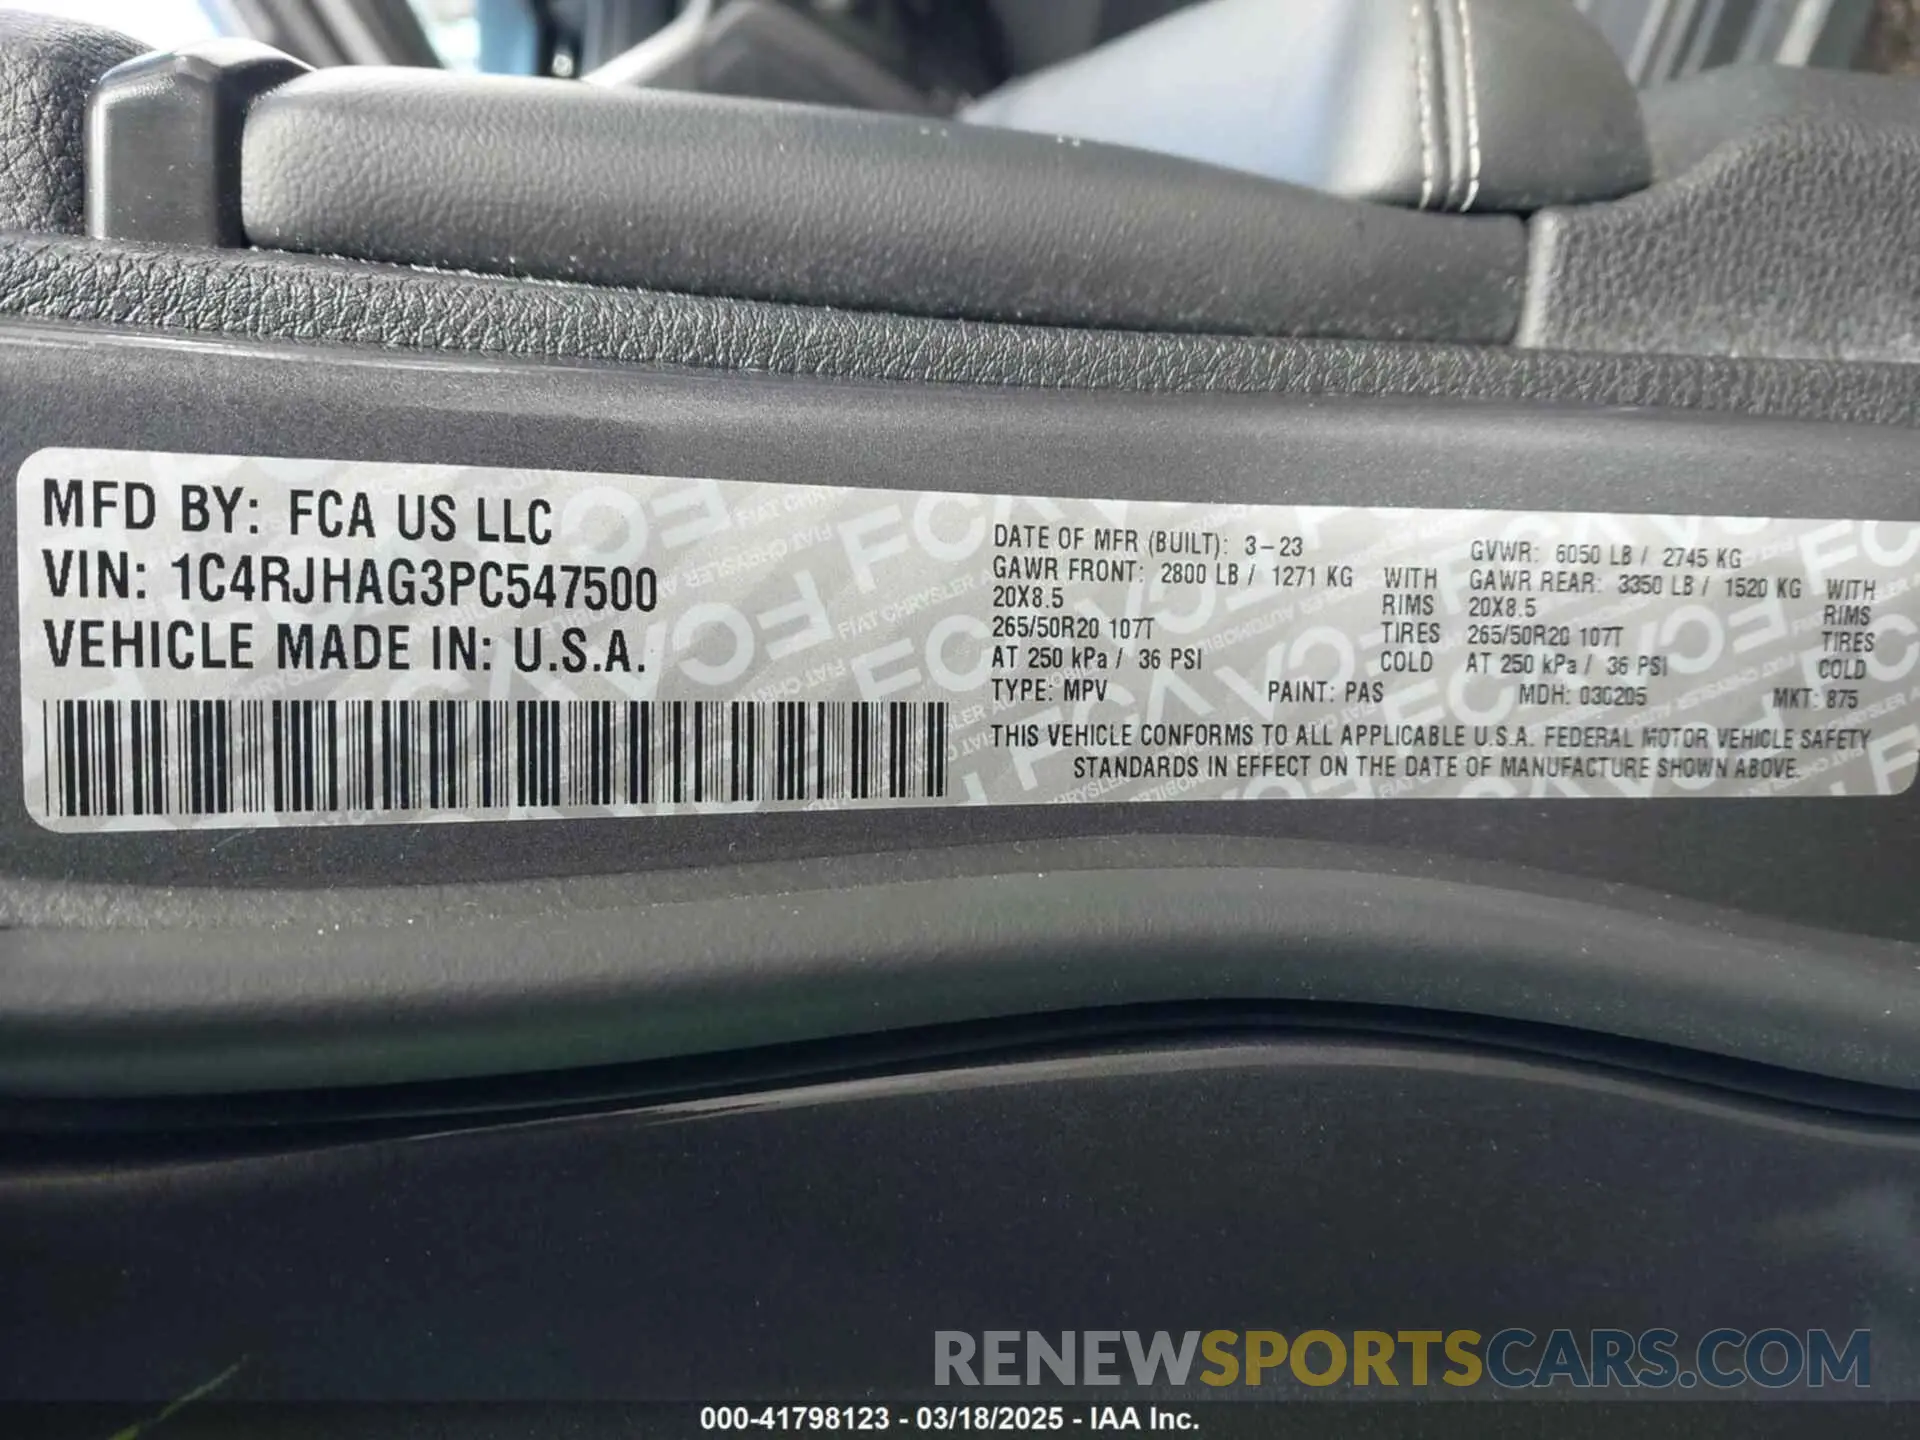 MFD BY: FCA US LLC
VIN: 1C4RJHAG3PC547500
VEHICLE MADE IN: U.S.A.
DATE OF MFR (BUILT): 3-23 GVWR: 6050 LB / 2745 KG
GAWR FRONT: 2800 LB / 1271 KG WITH GAWR REAR: 3350 LB / 1520 KG WITH
20X8.5 RIMS 20X8.5 RIMS
265/50R20 107T TIRES 265/50R20 107T TIRES
AT 250 kPa / 36 PSI COLD AT 250 kPa / 36 PSI COLD
TYPE: MPV PAINT: PAS MDH: 030205 MKT: 875
THIS VEHICLE CONFORMS TO ALL APPLICABLE U.S.A. FEDERAL MOTOR VEHICLE SAFETY
STANDARDS IN EFFECT ON THE DATE OF MANUFACTURE SHOWN ABOVE.
RENEWSPORTSCARS.COM
000-41798123 - 03/18/2025 - IAA Inc.